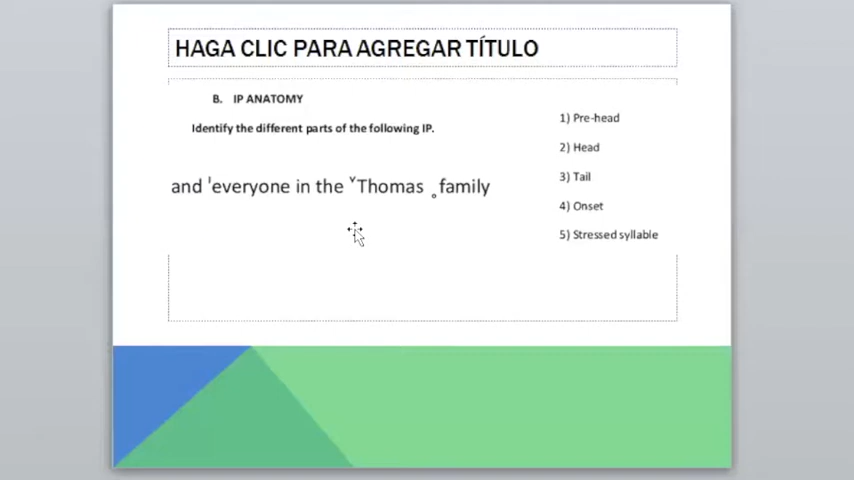 HAGA CLIC PARA AGREGAR TÍTULO
B. IP ANATOMY
Identify the different parts of the following IP.
and ˈeveryone in the ˅Thomas ˳family
1) Pre-head
2) Head
3) Tail
4) Onset
5) Stressed syllable